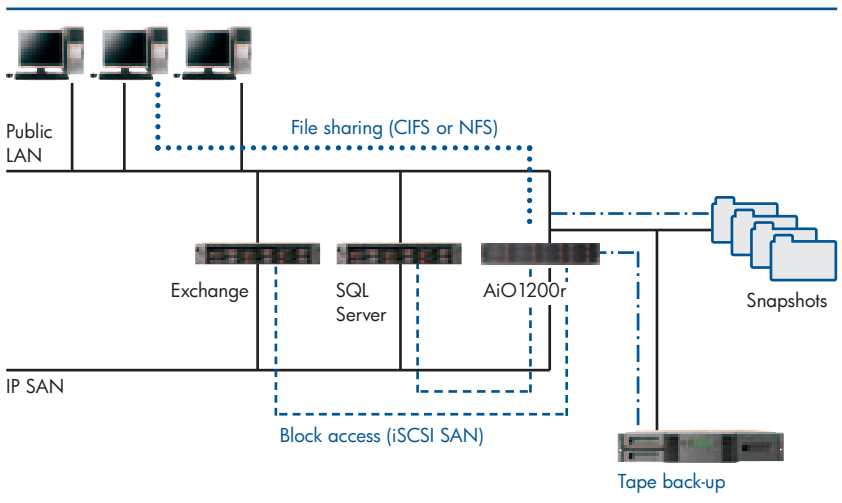 File sharing (CIFS or NFS)
Public
LAN
Exchange
SQL
Server
AiO1200r
Snapshots
IP SAN
Block access (iSCSI SAN)
Tape back-up